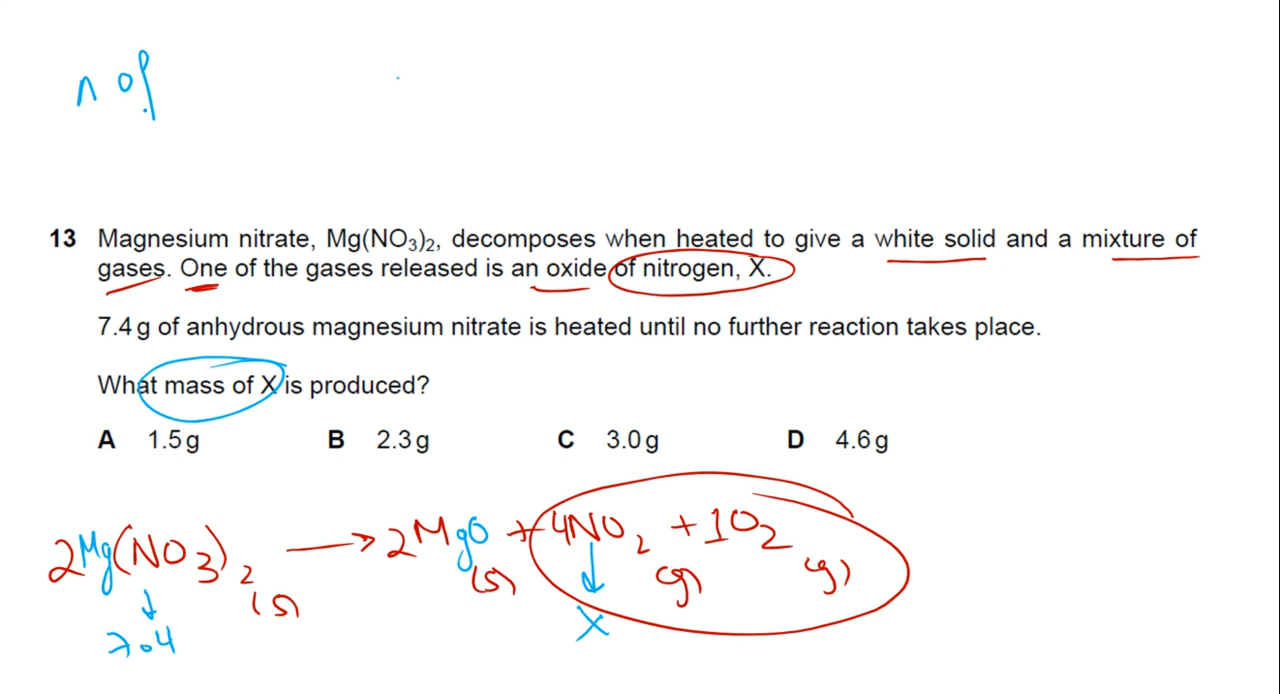 n of
13 Magnesium nitrate, Mg(NO₃)₂, decomposes when heated to give a white solid and a mixture of
gases. One of the gases released is an oxide of nitrogen, X.
7.4 g of anhydrous magnesium nitrate is heated until no further reaction takes place.
What mass of X is produced?
A 1.5 g B 2.3 g C 3.0 g D 4.6 g
2Mg(NO₃)₂ (s) → 2MgO (s) + 4NO₂ (g) + 1O₂ (g)
7.4 X